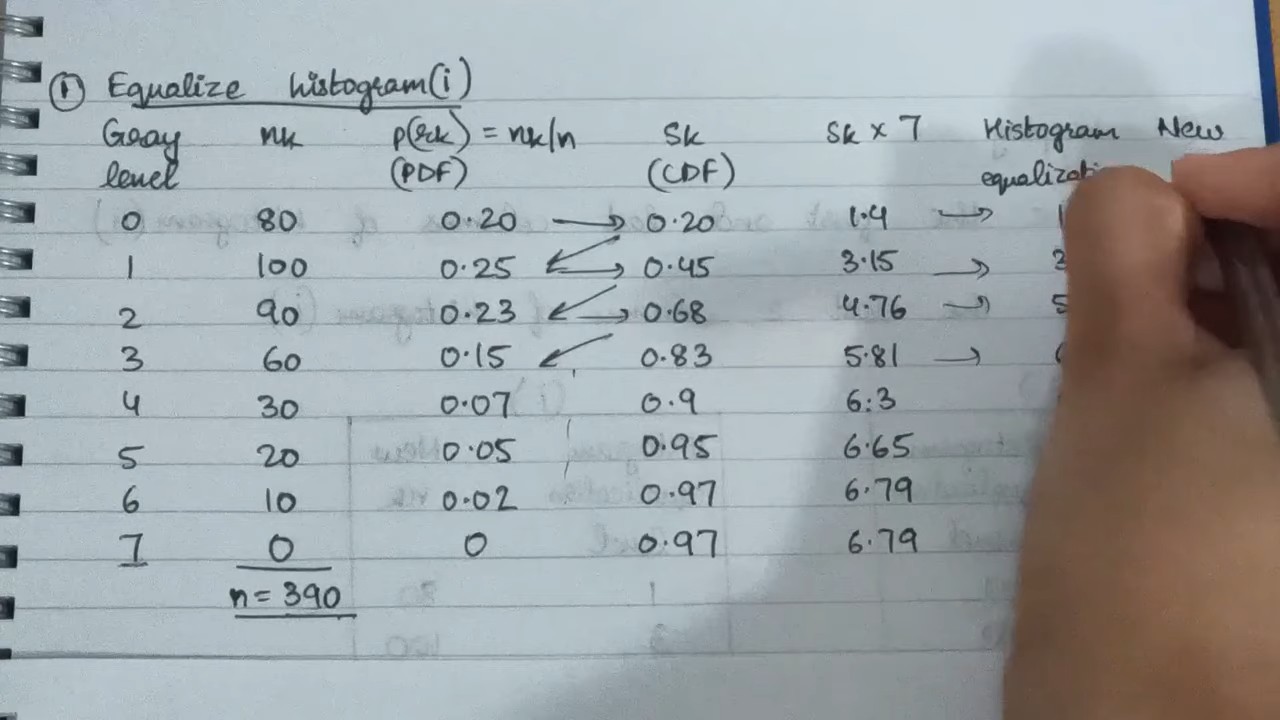 ① Equalize histogram(i)
Gray level nk p(rk) = nk/n (PDF) Sk (CDF) Sk × 7 Histogram New
0 80 0.20 → 0.20 1.4 → 1
1 100 0.25 0.45 3.15 → 3
2 90 0.23 0.68 4.76 → 5
3 60 0.15 0.83 5.81 →
4 30 0.07 0.9 6.3
5 20 0.05 0.95 6.65
6 10 0.02 0.97 6.79
7 0 0 0.97 6.79
n = 390